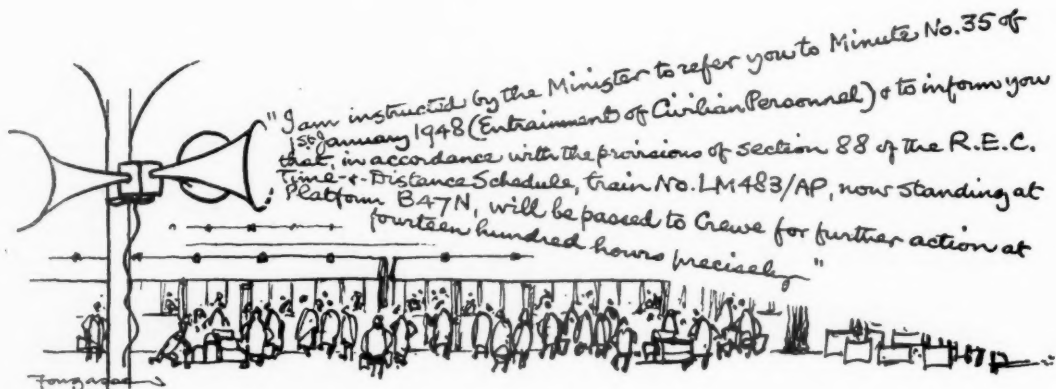 "I am instructed by the Minister to refer you to Minute No. 35 of
1st January 1948 (Entrainment of Civilian Personnel) & to inform you
that, in accordance with the provisions of section 88 of the R.E.C.
Time-&-Distance Schedule, train No. LM483/AP, now standing at
Platform B47N, will be passed to Crewe for further action at
fourteen hundred hours precisely"
Fougasse